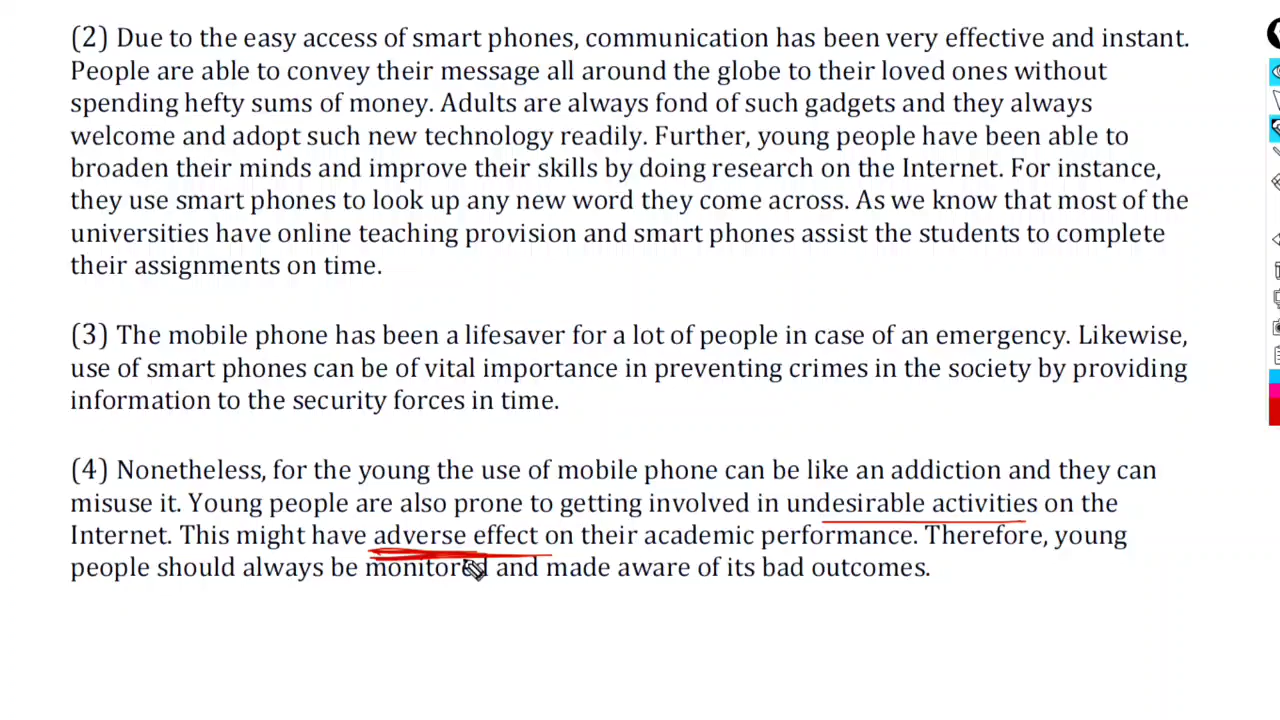 (2) Due to the easy access of smart phones, communication has been very effective and instant.
People are able to convey their message all around the globe to their loved ones without
spending hefty sums of money. Adults are always fond of such gadgets and they always
welcome and adopt such new technology readily. Further, young people have been able to
broaden their minds and improve their skills by doing research on the Internet. For instance,
they use smart phones to look up any new word they come across. As we know that most of the
universities have online teaching provision and smart phones assist the students to complete
their assignments on time.
(3) The mobile phone has been a lifesaver for a lot of people in case of an emergency. Likewise,
use of smart phones can be of vital importance in preventing crimes in the society by providing
information to the security forces in time.
(4) Nonetheless, for the young the use of mobile phone can be like an addiction and they can
misuse it. Young people are also prone to getting involved in undesirable activities on the
Internet. This might have adverse effect on their academic performance. Therefore, young
people should always be monitored and made aware of its bad outcomes.